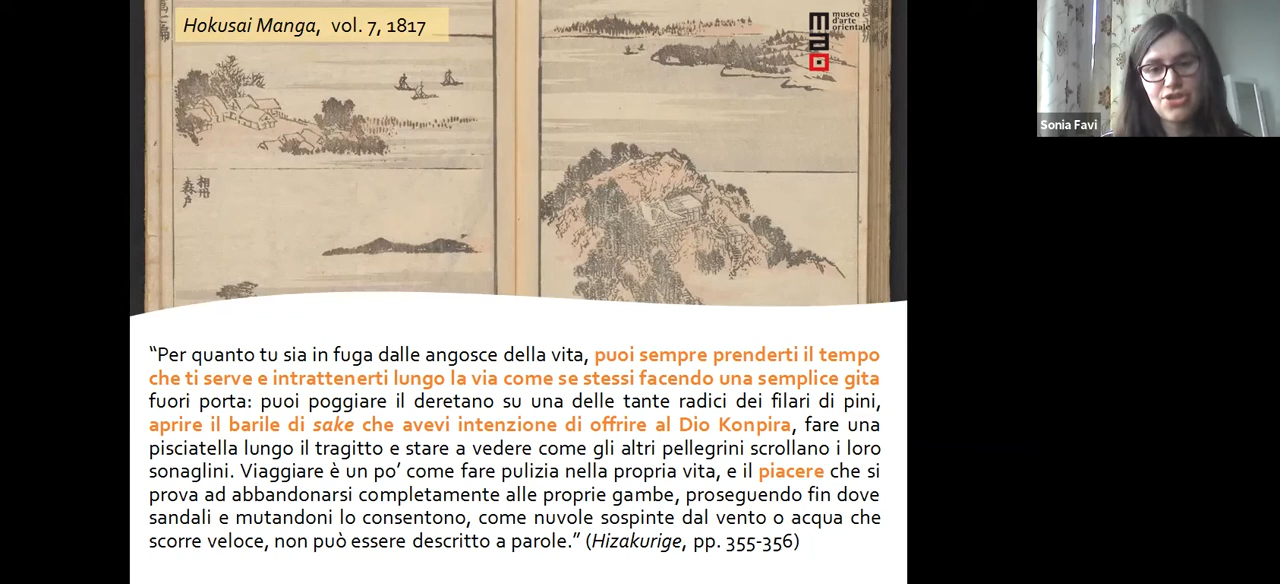 Hokusai Manga, vol. 7, 1817
museo
d'arte
orientale
Sonia Favi
相州
森戸
“Per quanto tu sia in fuga dalle angosce della vita, puoi sempre prenderti il tempo
che ti serve e intrattenerti lungo la via come se stessi facendo una semplice gita
fuori porta: puoi poggiare il deretano su una delle tante radici dei filari di pini,
aprire il barile di sake che avevi intenzione di offrire al Dio Konpira, fare una
pisciatella lungo il tragitto e stare a vedere come gli altri pellegrini scrollano i loro
sonaglini. Viaggiare è un po’ come fare pulizia nella propria vita, e il piacere che si
prova ad abbandonarsi completamente alle proprie gambe, proseguendo fin dove
sandali e mutandoni lo consentono, come nuvole sospinte dal vento o acqua che
scorre veloce, non può essere descritto a parole.” (Hizakurige, pp. 355-356)